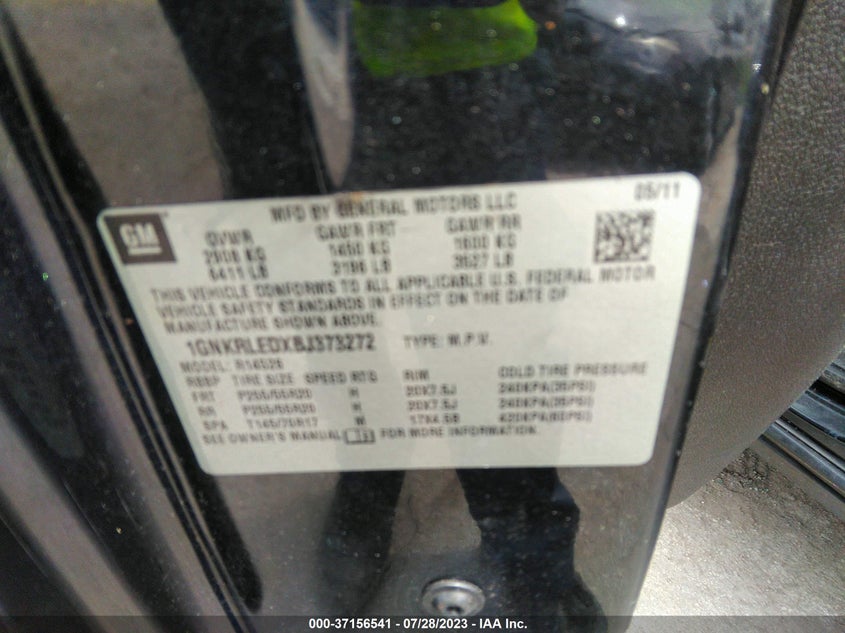 GM
MFD BY GENERAL MOTORS LLC
05/11
GVWR GAWR FRT GAWR RR
2908 KG 1450 KG 1600 KG
6411 LB 3196 LB 3527 LB
THIS VEHICLE CONFORMS TO ALL APPLICABLE U.S. FEDERAL MOTOR
VEHICLE SAFETY STANDARDS IN EFFECT ON THE DATE OF
MANUFACTURE SHOWN ABOVE.
1GNKRLEDXBJ373272 TYPE: M.P.V.
MODEL: R14526
TIRE SIZE SPEED RTG RIM COLD TIRE PRESSURE
FRT P255/55R20 H 20X7.5J 240KPA(35PSI)
RR P255/55R20 H 20X7.5J 240KPA(35PSI)
SPA T145/70R17 M 17X4.5B 420KPA(60PSI)
SEE OWNER'S MANUAL FOR MORE INFORMATION.
000-37156541 / 07/28/2023 - © IAA Inc.